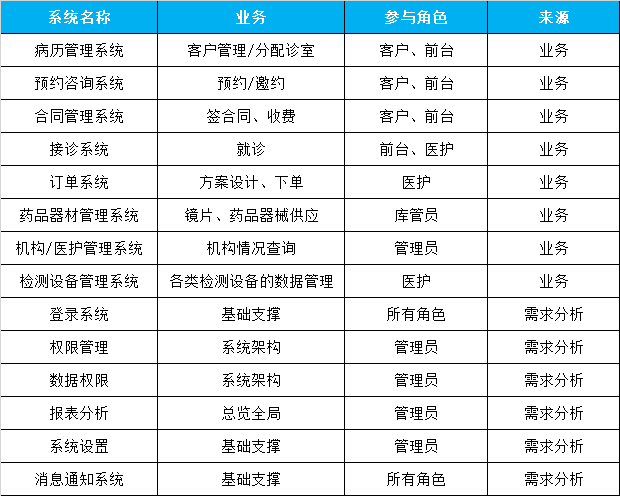 系统名称 业务 参与角色 来源
病历管理系统 客户管理/分配诊室 客户、前台 业务
预约咨询系统 预约/邀约 客户、前台 业务
合同管理系统 签合同、收费 客户、前台 业务
接诊系统 就诊 前台、医护 业务
订单系统 方案设计、下单 医护 业务
药品器材管理系统 镜片、药品器械供应 库管员 业务
机构/医护管理系统 机构情况查询 管理员 业务
检测设备管理系统 各类检测设备的数据管理 医护 业务
登录系统 基础支撑 所有角色 需求分析
权限管理 系统架构 管理员 需求分析
数据权限 系统架构 管理员 需求分析
报表分析 总览全局 管理员 需求分析
系统设置 基础支撑 管理员 需求分析
消息通知系统 基础支撑 所有角色 需求分析